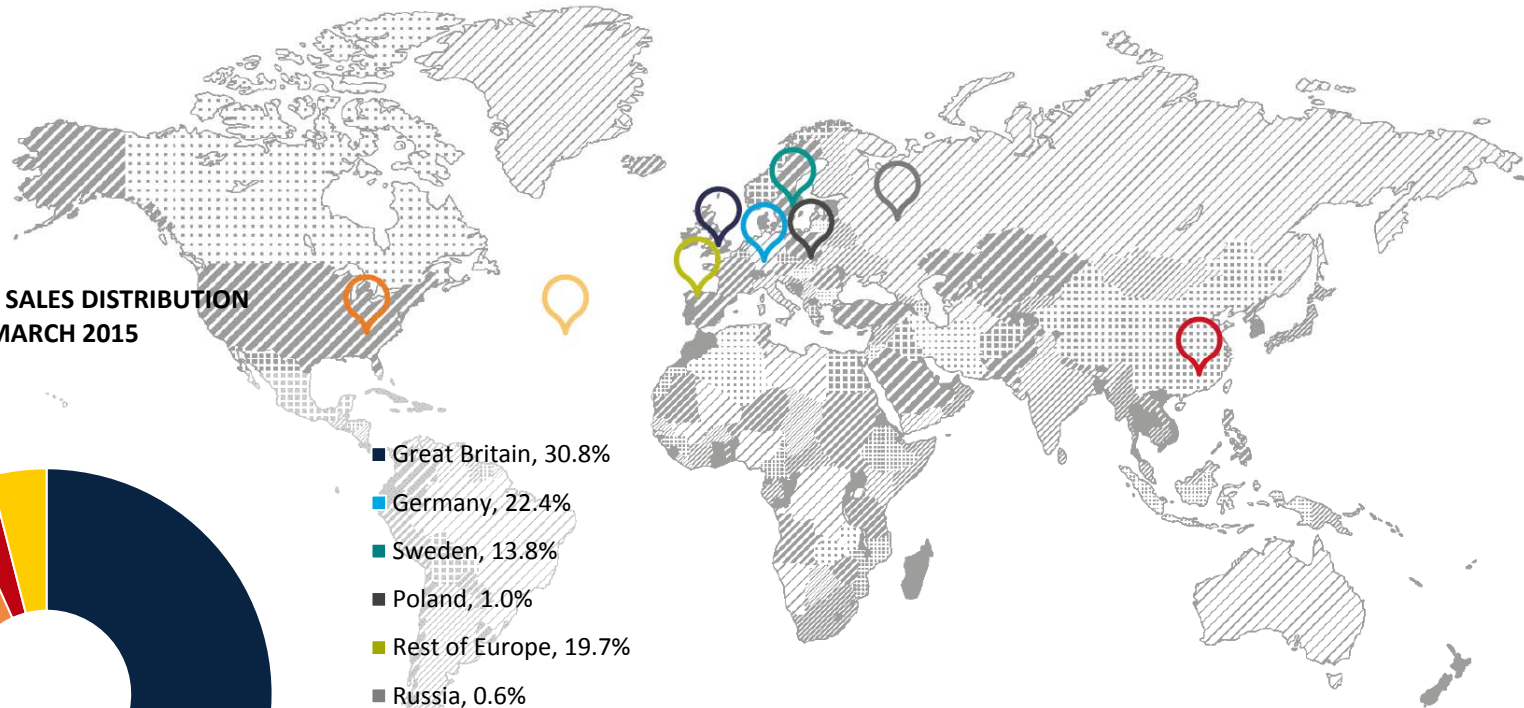 SALES DISTRIBUTION
MARCH 2015
Great Britain, 30.8%
Germany, 22.4%
Sweden, 13.8%
Poland, 1.0%
Rest of Europe, 19.7%
Russia, 0.6%